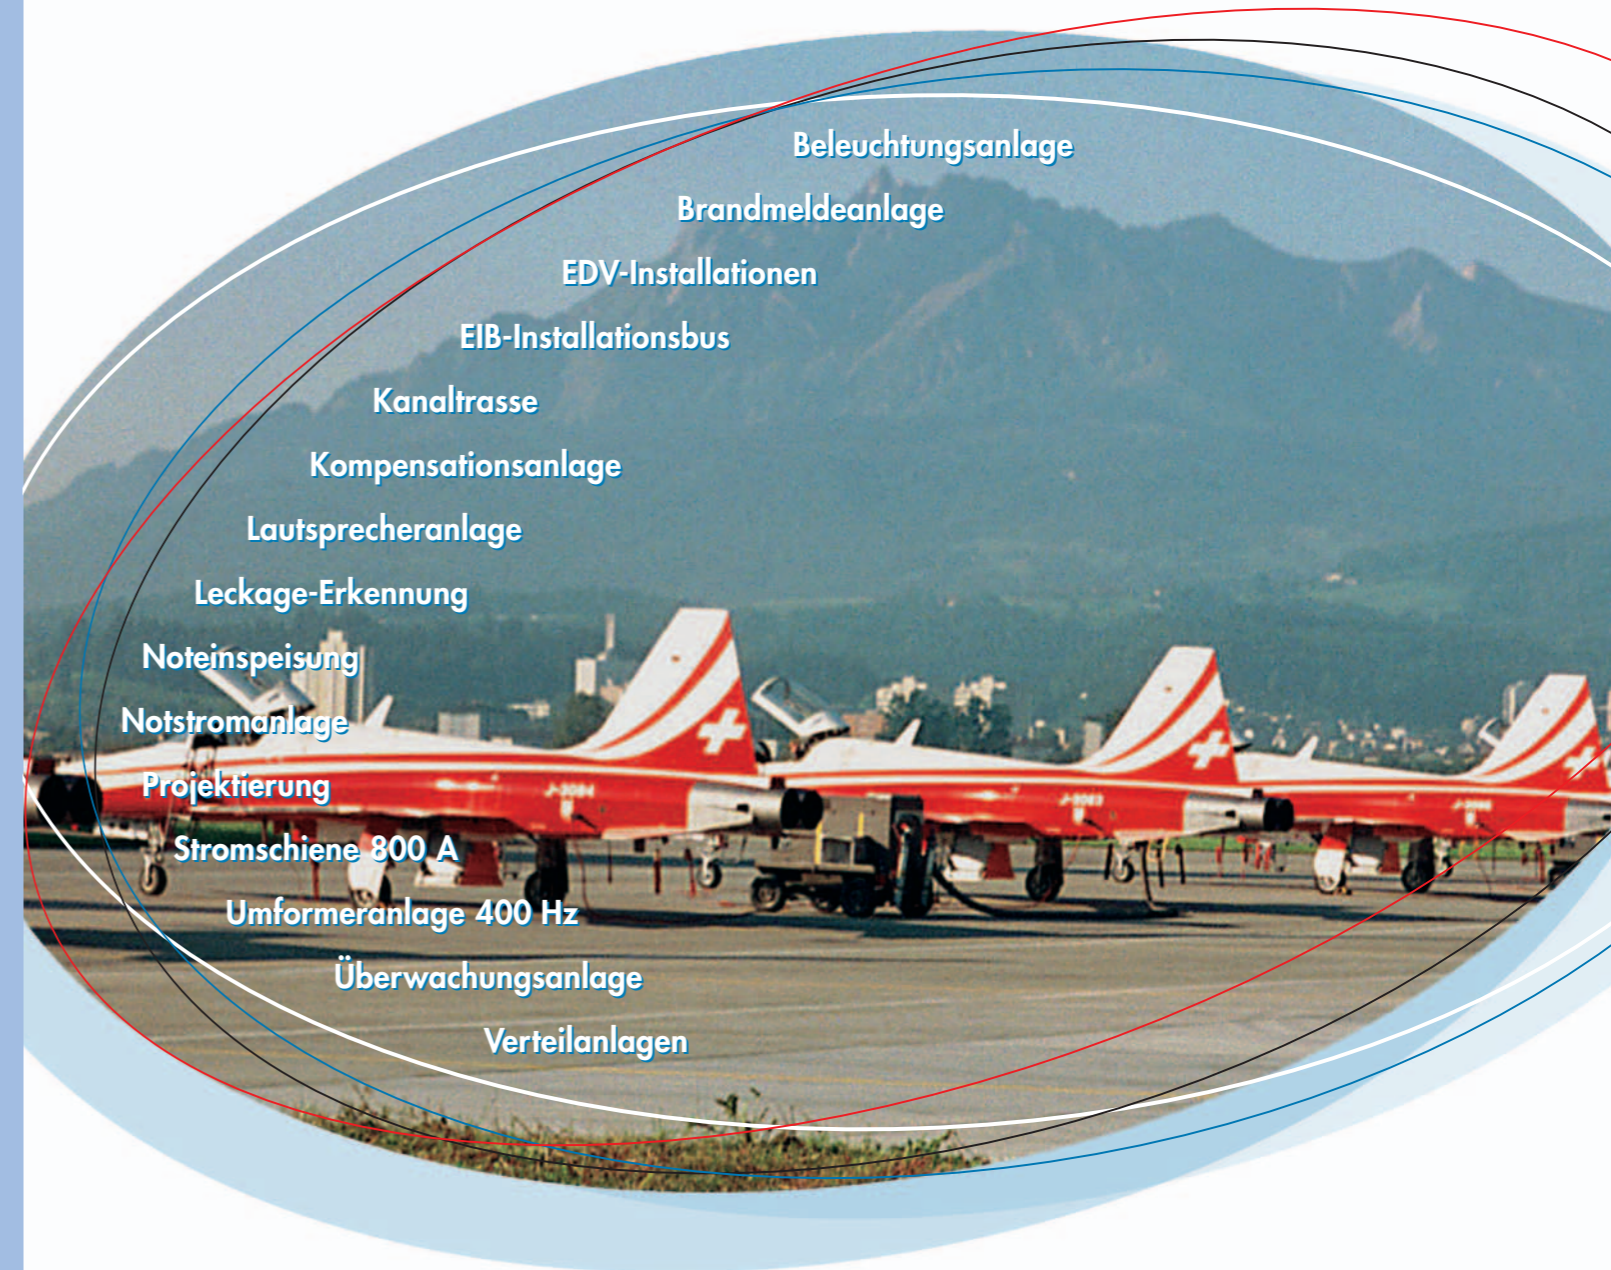 Beleuchtungsanlage
Brandmeldeanlage
EDV-Installationen
EIB-Installationsbus
Kanaltrasse
Kompensationsanlage
Lautsprecheranlage
Leckage-Erkennung
Noteinspeisung
Notstromanlage
Projektierung
Stromschiene 800 A
Umformeranlage 400 Hz
Überwachungsanlage
Verteilanlagen